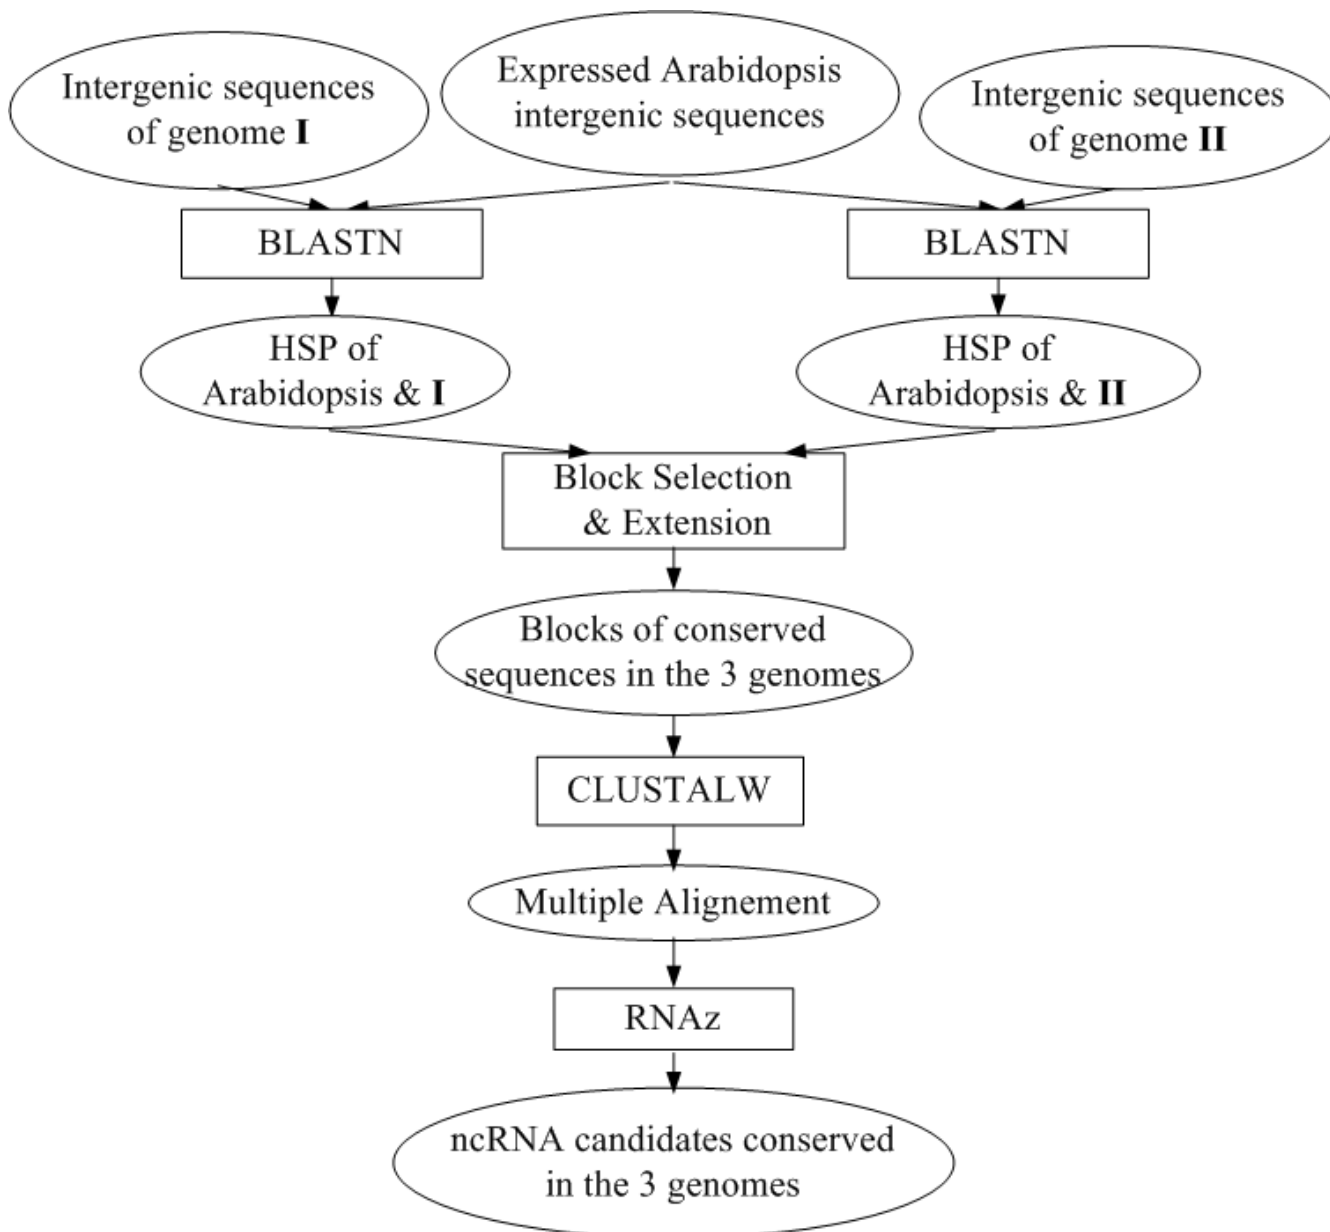 Intergenic sequences
of genome I
Expressed Arabidopsis
intergenic sequences
Intergenic sequences
of genome II
BLASTN
BLASTN
HSP of
Arabidopsis & I
HSP of
Arabidopsis & II
Block Selection
& Extension
Blocks of conserved
sequences in the 3 genomes
CLUSTALW
Multiple Alignement
RNAz
ncRNA candidates conserved
in the 3 genomes